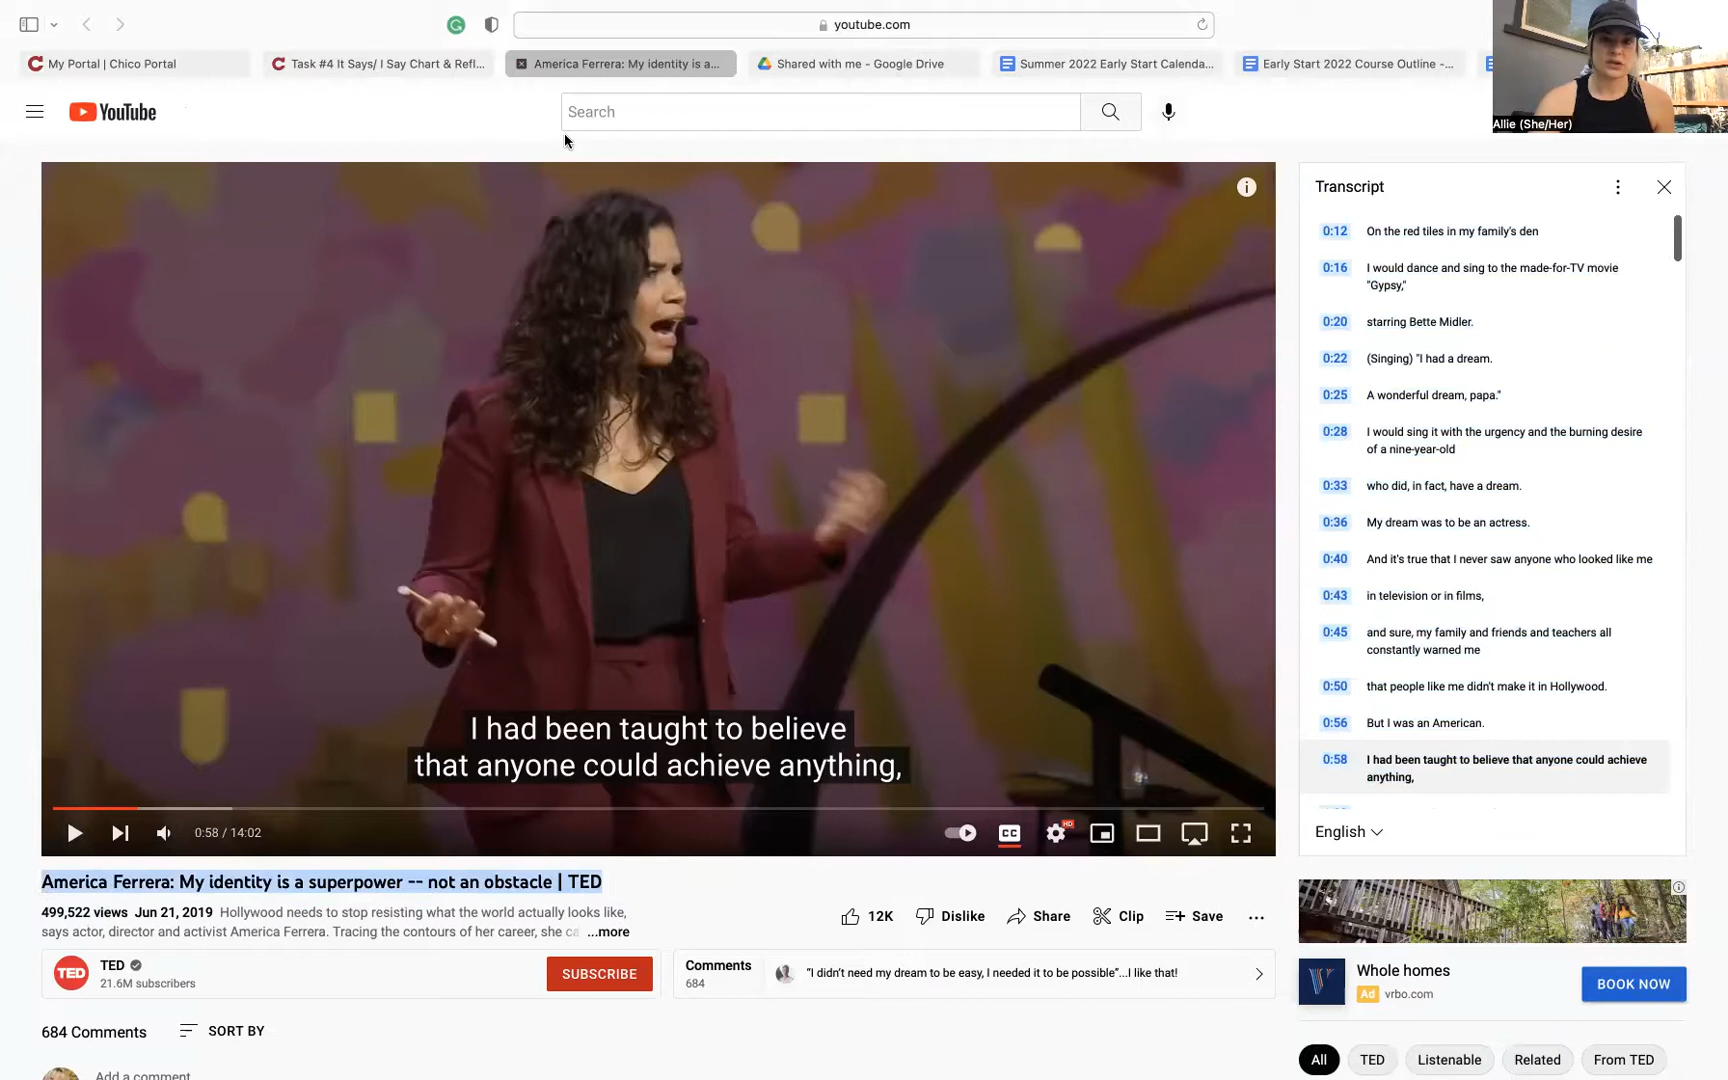 youtube.com
My Portal | Chico Portal
Task #4 It Says/ I Say Chart & Refl...
America Ferrera: My identity is a...
Shared with me - Google Drive
Summer 2022 Early Start Calenda...
Early Start 2022 Course Outline -...
Allie (She/Her)
YouTube
Search
Transcript
0:12 On the red tiles in my family's den
0:16 I would dance and sing to the made-for-TV movie
"Gypsy,"
0:20 starring Bette Midler.
0:22 (Singing) "I had a dream.
0:25 A wonderful dream, papa."
0:28 I would sing it with the urgency and the burning desire
of a nine-year-old
0:33 who did, in fact, have a dream.
0:36 My dream was to be an actress.
0:40 And it's true that I never saw anyone who looked like me
0:43 in television or in films,
0:45 and sure, my family and friends and teachers all
constantly warned me
0:50 that people like me didn't make it in Hollywood.
0:56 But I was an American.
0:58 I had been taught to believe that anyone could achieve
anything,
English
I had been taught to believe
that anyone could achieve anything,
0:58 / 14:02
CC
HD
America Ferrera: My identity is a superpower -- not an obstacle | TED
499,522 views Jun 21, 2019 Hollywood needs to stop resisting what the world actually looks like,
says actor, director and activist America Ferrera. Tracing the contours of her career, she ca ...more
12K
Dislike
Share
Clip
Save
TED
TED
21.6M subscribers
SUBSCRIBE
Comments
684
"I didn't need my dream to be easy, I needed it to be possible"...I like that!
Whole homes
Ad vrbo.com
BOOK NOW
684 Comments
SORT BY
Add a comment
All
TED
Listenable
Related
From TED